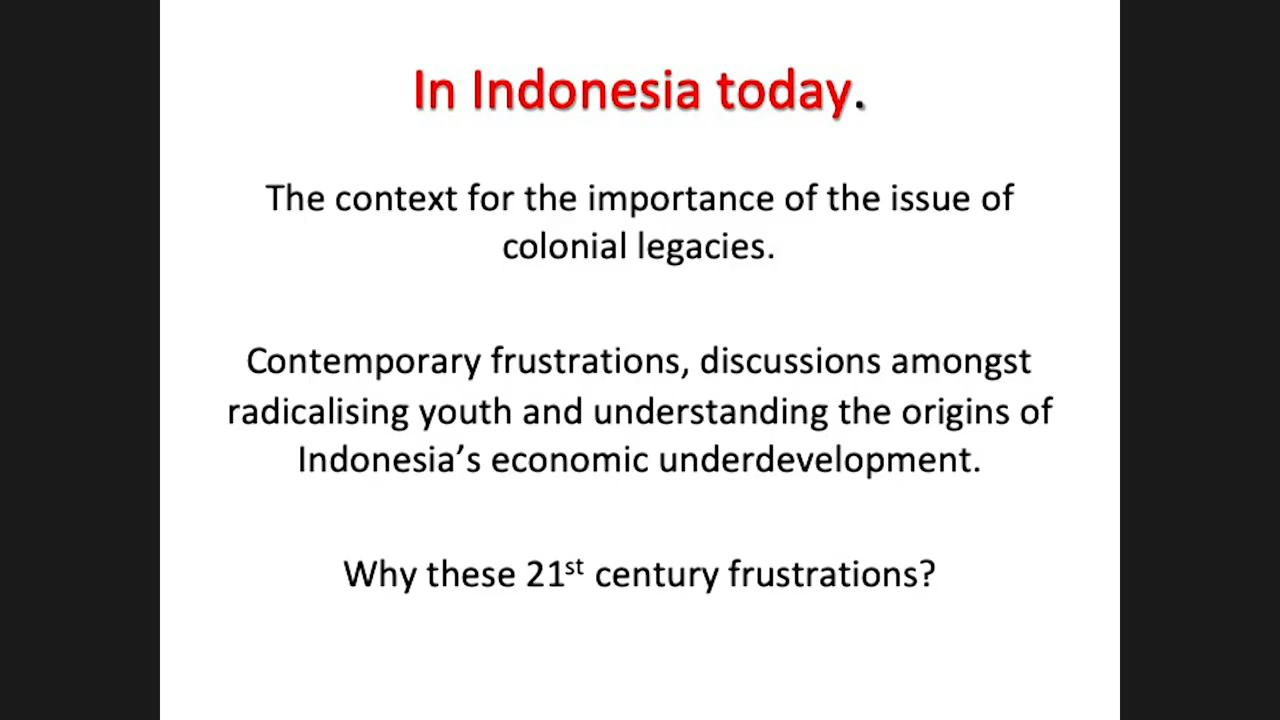 In Indonesia today.
The context for the importance of the issue of
colonial legacies.
Contemporary frustrations, discussions amongst
radicalising youth and understanding the origins of
Indonesia’s economic underdevelopment.
Why these 21st century frustrations?